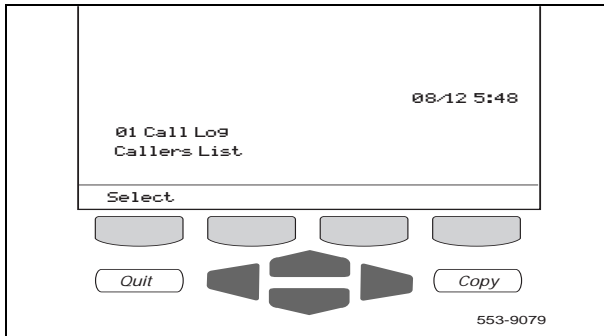 08/12 5:48
01 Call Log
Callers List
Select
Quit
Copy
553-9079